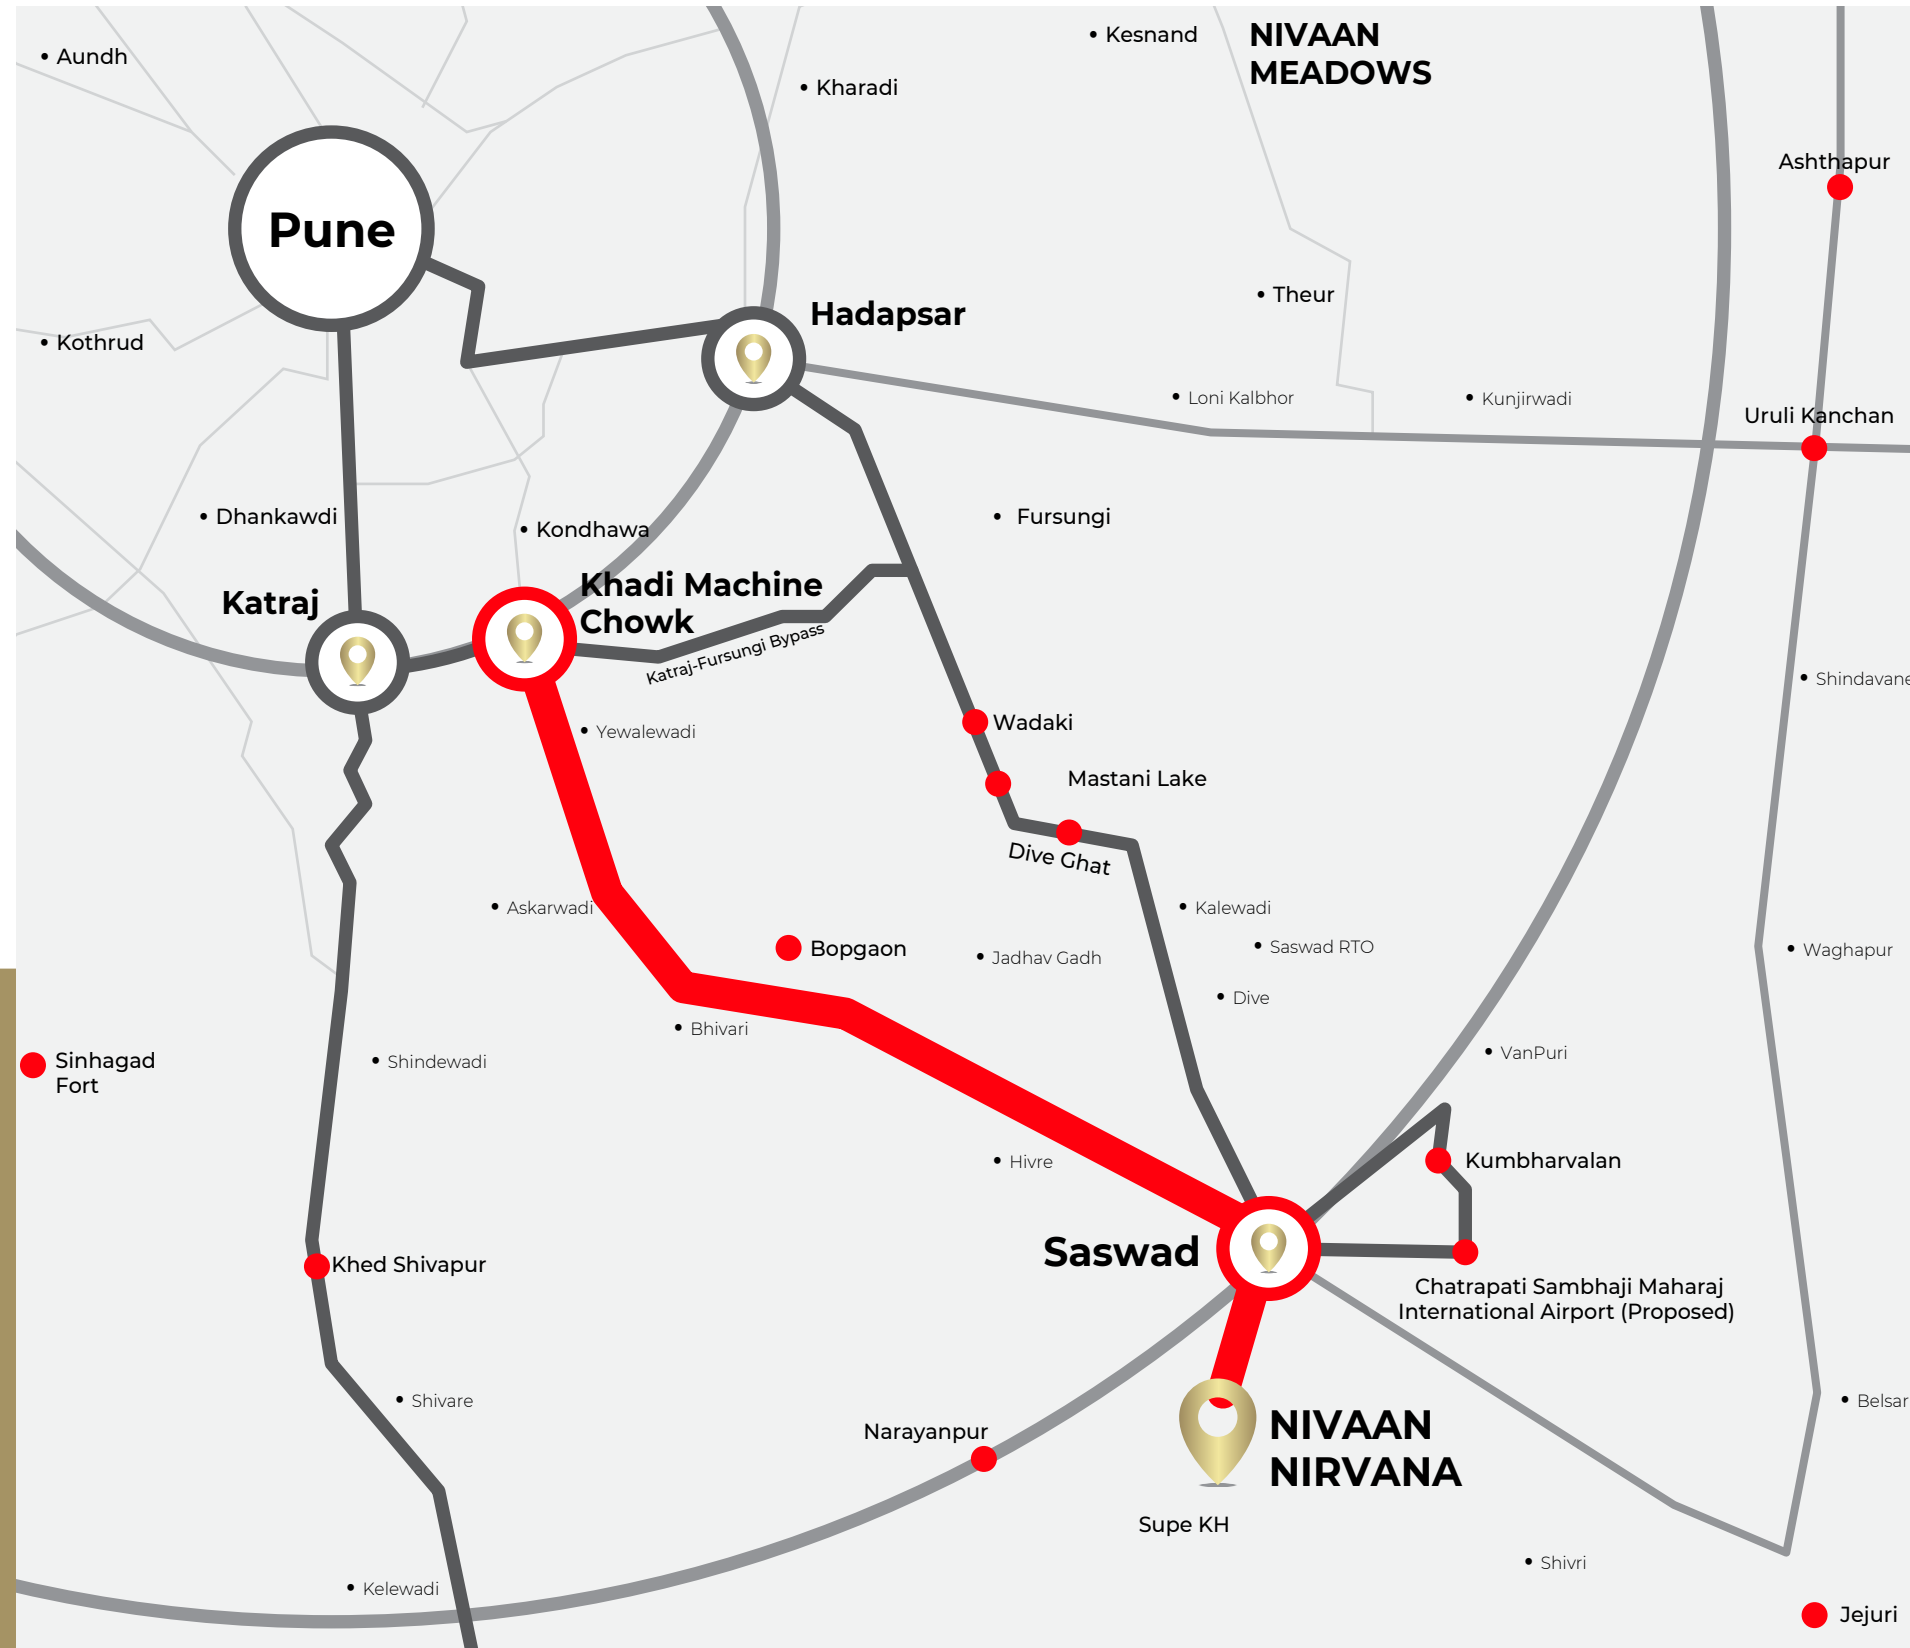 Kesnand
NIVAAN
MEADOWS
Aundh
Kharadi
Ashthapur
Pune
Hadapsar
Theur
Kothrud
Loni Kalbhor
Kunjirwadi
Uruli Kanchan
Dhankawdi
Kondhawa
Fursungi
Khadi Machine
Chowk
Katraj
Katraj-Fursungi Bypass
Shindavane
Yewalewadi
Wadaki
Mastani Lake
Dive Ghat
Askarwadi
Kalewadi
Bopgaon
Jadhav Gadh
Saswad RTO
Waghapur
Dive
Bhivari
VanPuri
Sinhagad
Fort
Shindewadi
Hivre
Kumbharvalan
Saswad
Khed Shivapur
Chatrapati Sambhaji Maharaj
International Airport (Proposed)
Shivare
Belsar
Narayanpur
NIVAAN
NIRVANA
Supe KH
Shivri
Kelewadi
Jejuri